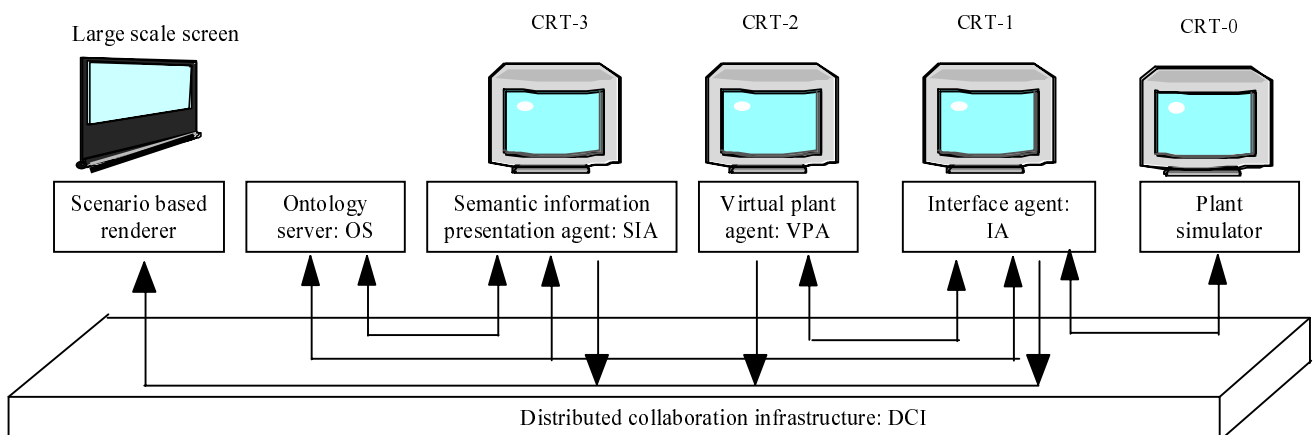 Large scale screen
CRT-3
CRT-2
CRT-1
CRT-0
Scenario based
renderer
Ontology
server: OS
Semantic information
presentation agent: SIA
Virtual plant
agent: VPA
Interface agent:
IA
Plant
simulator
Distributed collaboration infrastructure: DCI